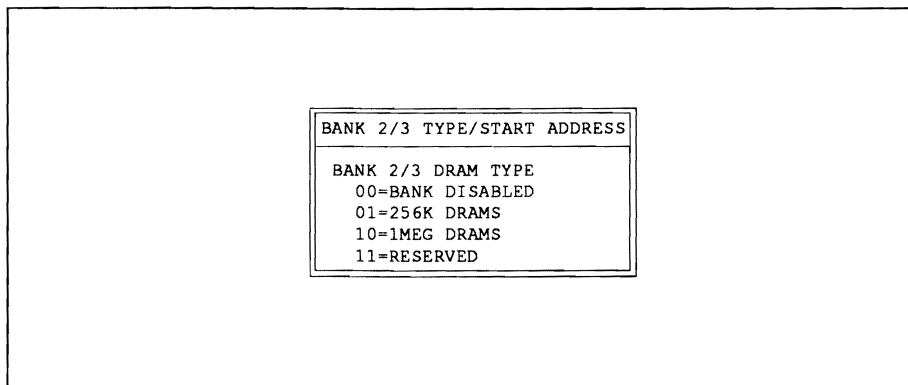 BANK 2/3 TYPE/START ADDRESS
BANK 2/3 DRAM TYPE
00=BANK DISABLED
01=256K DRAMS
10=1MEG DRAMS
11=RESERVED